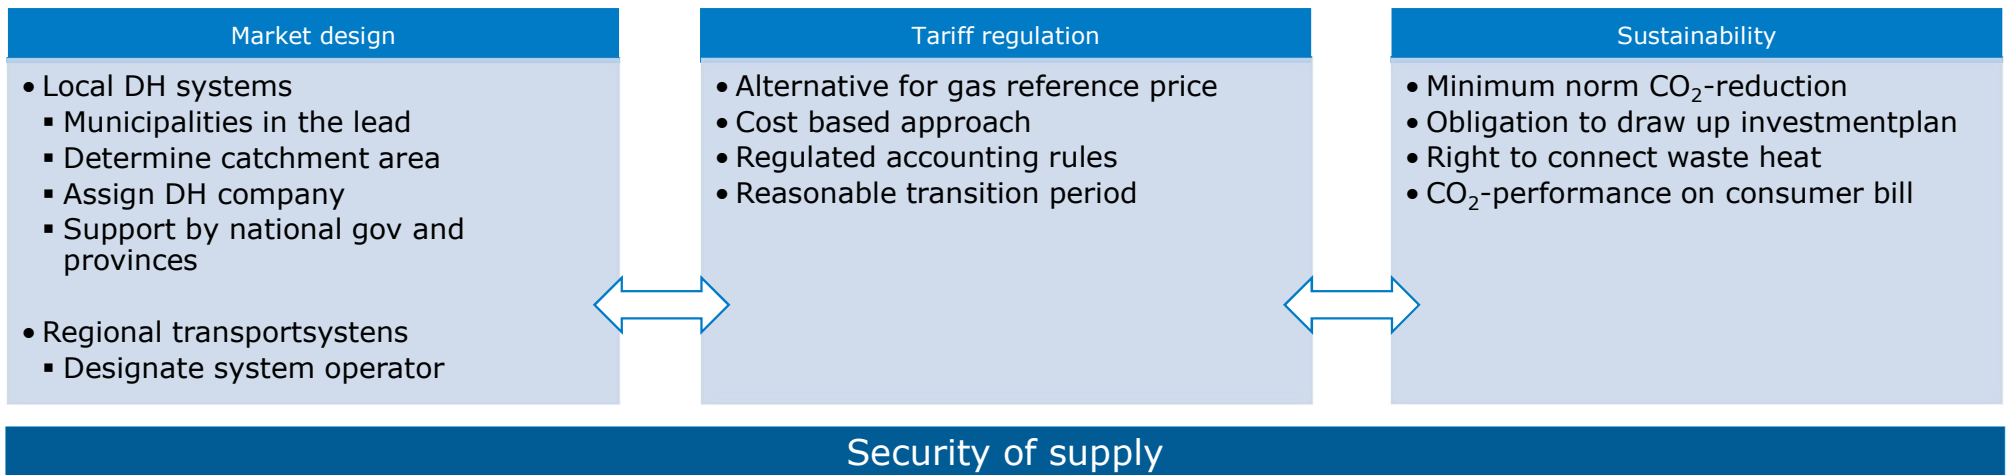 Market design
• Local DH systems
▪ Municipalities in the lead
▪ Determine catchment area
▪ Assign DH company
▪ Support by national gov and
provinces
• Regional transportsystens
▪ Designate system operator
Tariff regulation
• Alternative for gas reference price
• Cost based approach
• Regulated accounting rules
• Reasonable transition period
Sustainability
• Minimum norm CO₂-reduction
• Obligation to draw up investmentplan
• Right to connect waste heat
• CO₂-performance on consumer bill
Security of supply